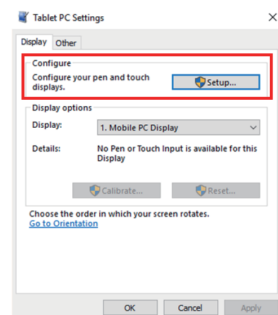 Tablet PC Settings
Display Other
Configure
Configure your pen and touch
displays.
Setup...
Display options
Display:
1. Mobile PC Display
Details:
No Pen or Touch Input is available for this
Display
Calibrate...
Reset...
Choose the order in which your screen rotates.
Go to Orientation
OK Cancel Apply